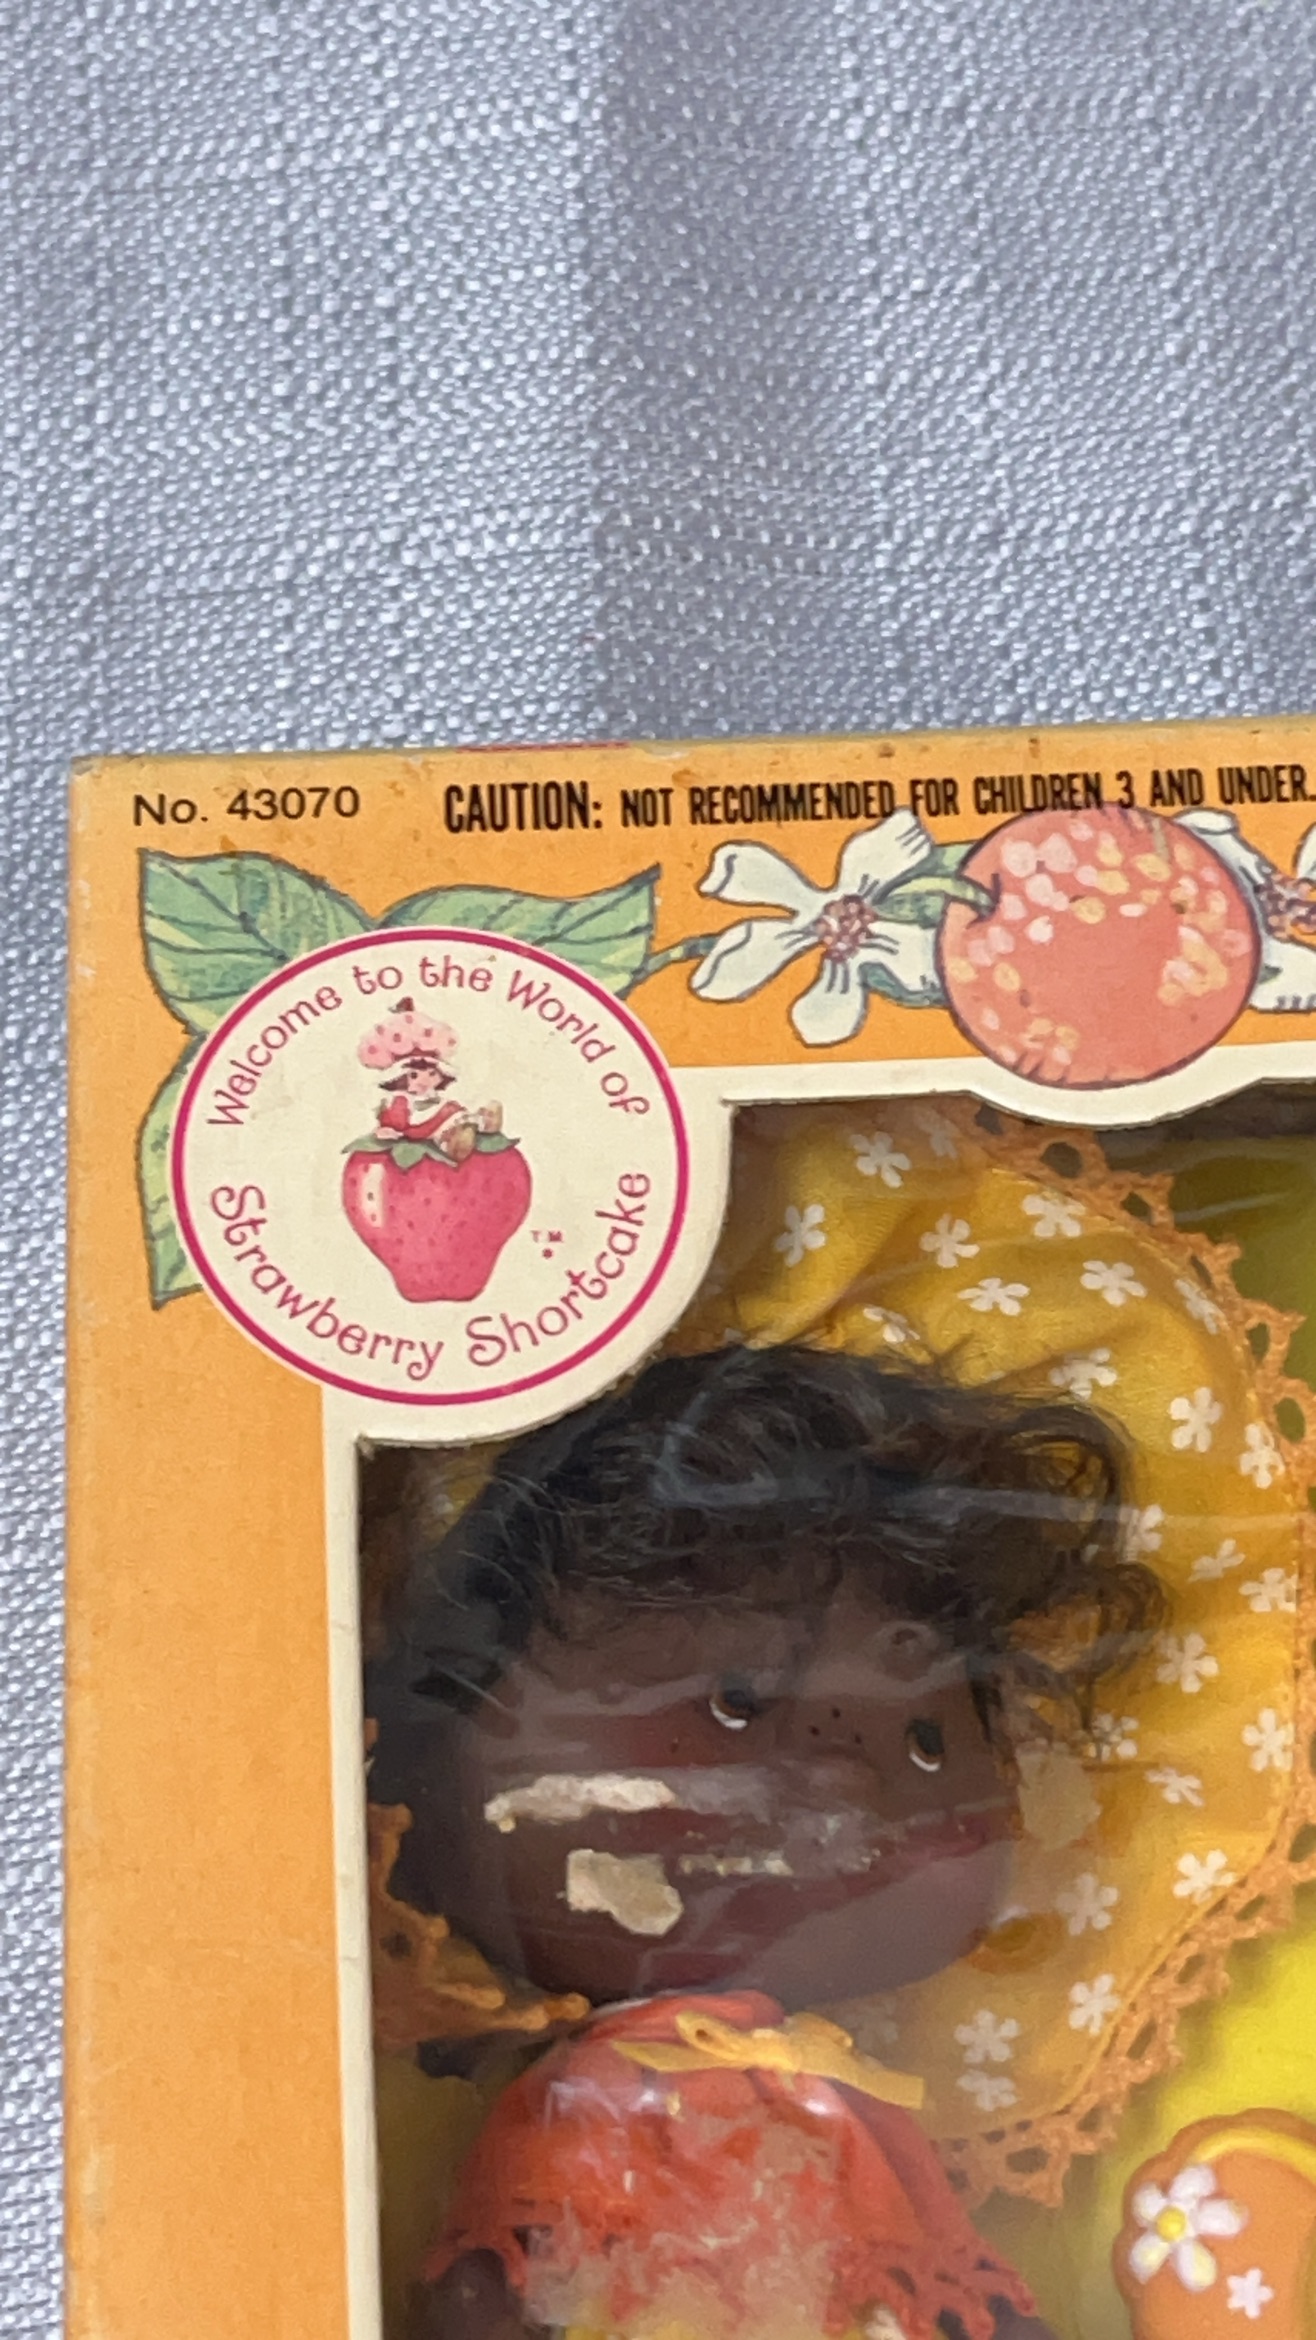 No. 43070 CAUTION: NOT RECOMMENDED FOR CHILDREN 3 AND UNDER.
Welcome to the World of
Strawberry Shortcake
TM